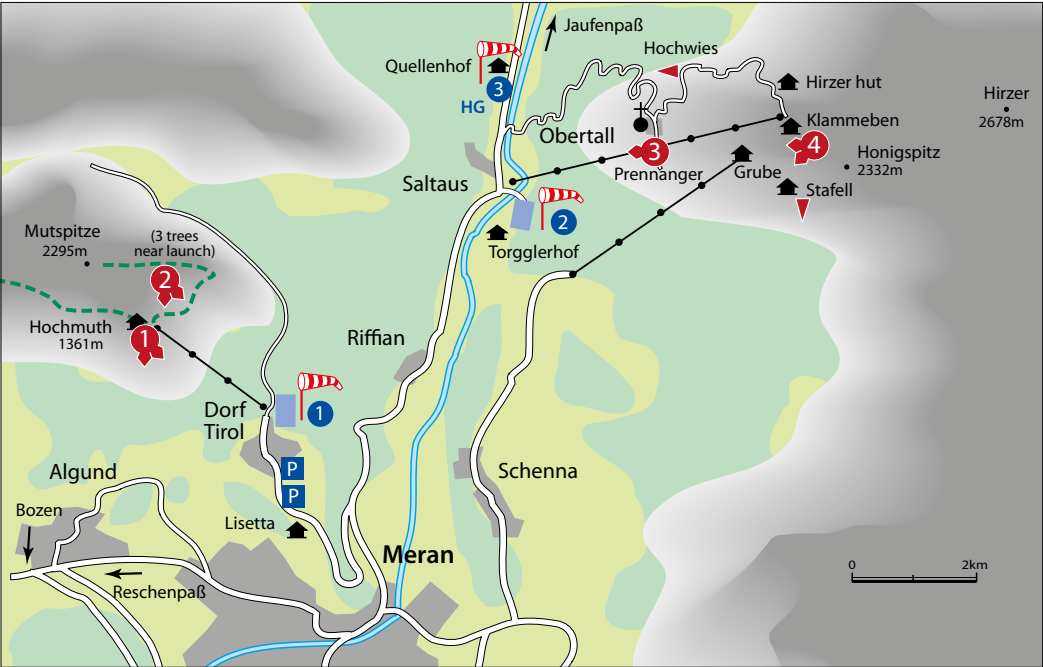 Jaufenpaß
Hochwies
Quellenhof
3
HG
Hirzer hut
Hirzer
2678m
Klammeben
Obertall
3
4
Prennanger
Grube
Honigspitz
2332m
Saltaus
Stafell
2
Torgglerhof
Mutspitze
2295m
(3 trees
near launch)
2
Hochmuth
1361m
1
Riffian
Dorf
Tirol
1
Algund
P
P
Schenna
Bozen
Lisetta
Meran
Reschenpaß
0
2km